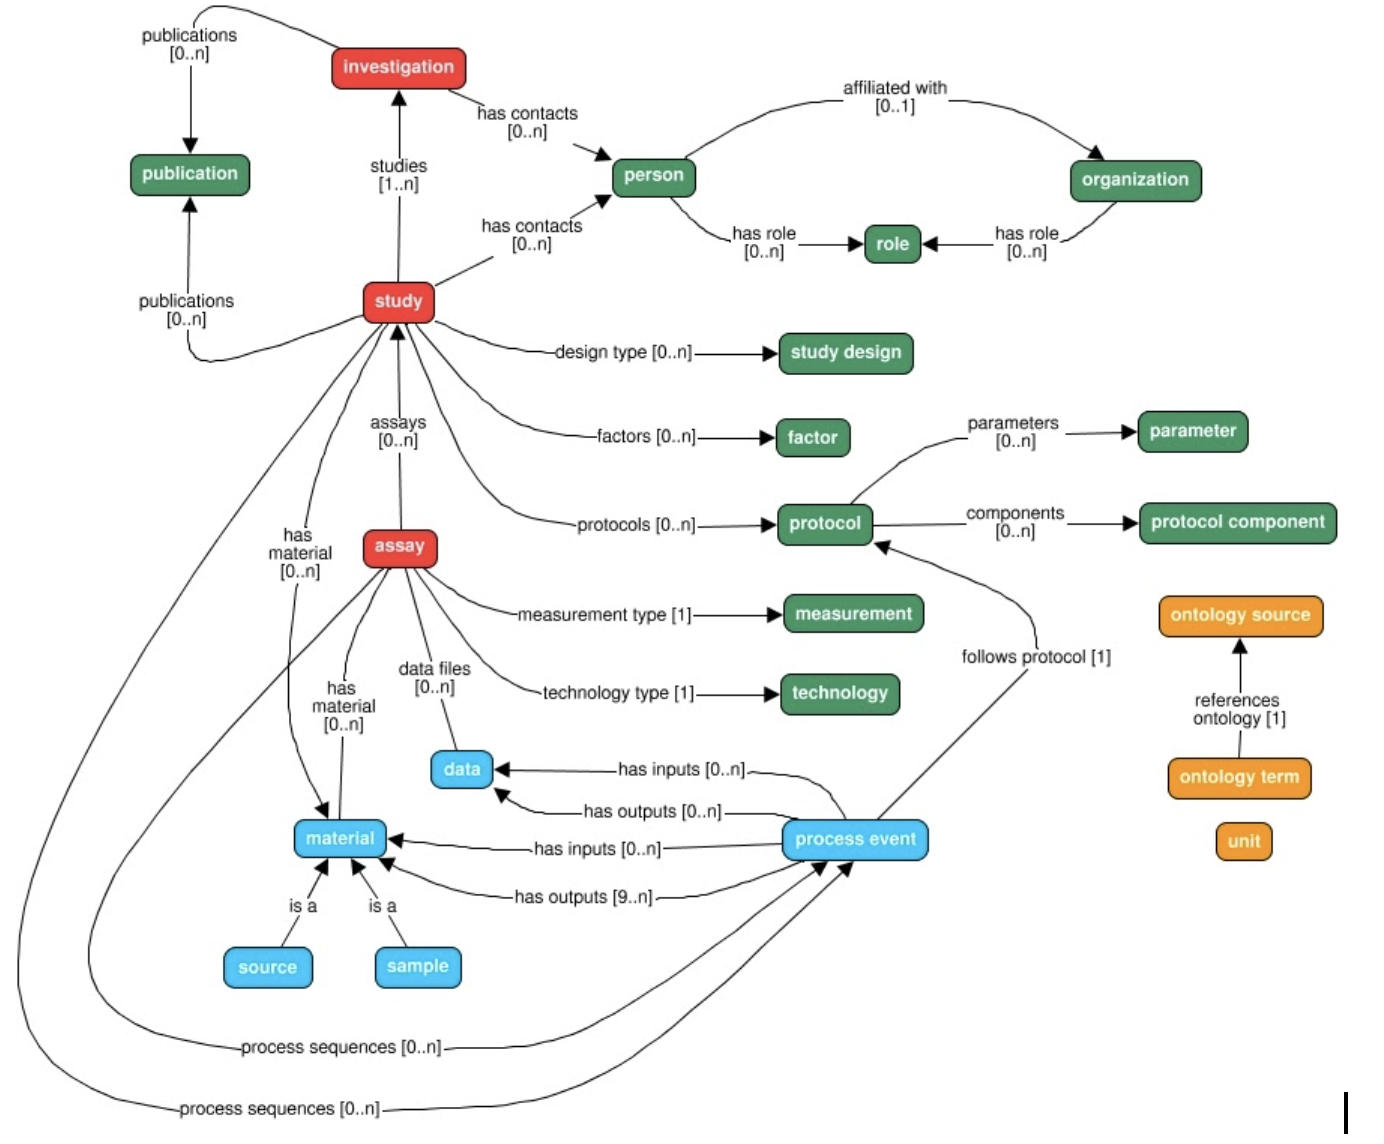 publications
[0..n]
investigation
has contacts
[0..n]
affiliated with
[0..1]
publication
studies
[1..n]
person
organization
has contacts
[0..n]
has role
[0..n]
role
has role
[0..n]
publications
[0..n]
study
design type [0..n]
study design
assays
[0..n]
factors [0..n]
factor
parameters
[0..n]
parameter
has
material
[0..n]
protocols [0..n]
protocol
components
[0..n]
protocol component
assay
measurement type [1]
measurement
ontology source
follows protocol [1]
has
material
[0..n]
data files
[0..n]
technology type [1]
technology
references
ontology [1]
data
has inputs [0..n]
ontology term
has outputs [0..n]
material
has inputs [0..n]
process event
unit
has outputs [9..n]
is a
is a
source
sample
process sequences [0..n]
process sequences [0..n]